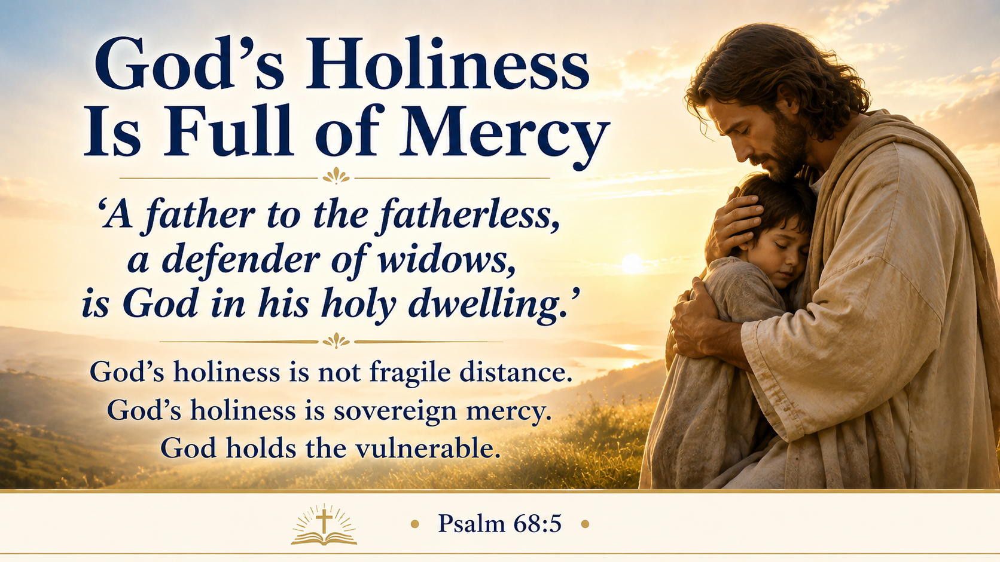 God’s Holiness
Is Full of Mercy
‘A father to the fatherless,
a defender of widows,
is God in his holy dwelling.’
God’s holiness is not fragile distance.
God’s holiness is sovereign mercy.
God holds the vulnerable.
• Psalm 68:5 •